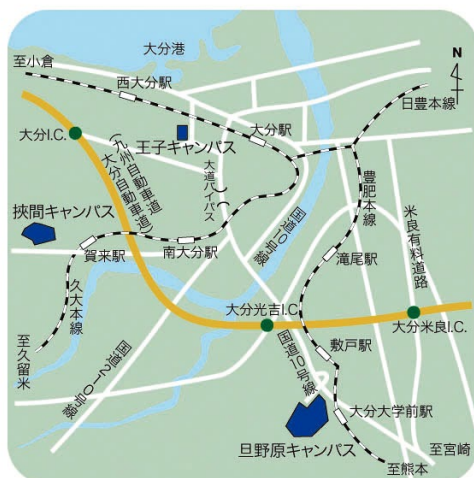 大分港
至小倉
N
西大分駅
日豊本線
大分駅
大分I.C.
王子キャンパス
(九州自動車道
大分自動車道)
大道バイパス
豊肥本線
国道10号線
米良有料道路
挾間キャンパス
賀来駅
南大分駅
滝尾駅
久大本線
大分光吉I.C
大分米良I.C.
至久留米
国道210号線
国道10号線
敷戸駅
大分大学前駅
旦野原キャンパス
至宮崎
至熊本